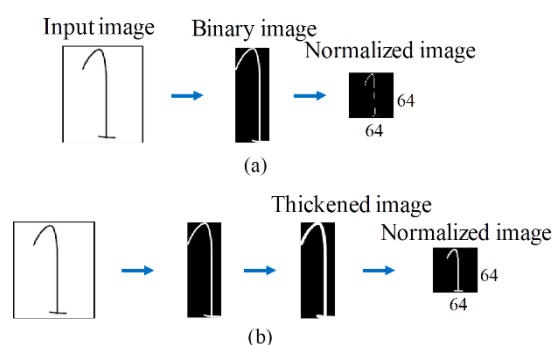 Input image
Binary image
Normalized image
64
64
(a)
Thickened image
Normalized image
64
64
(b)